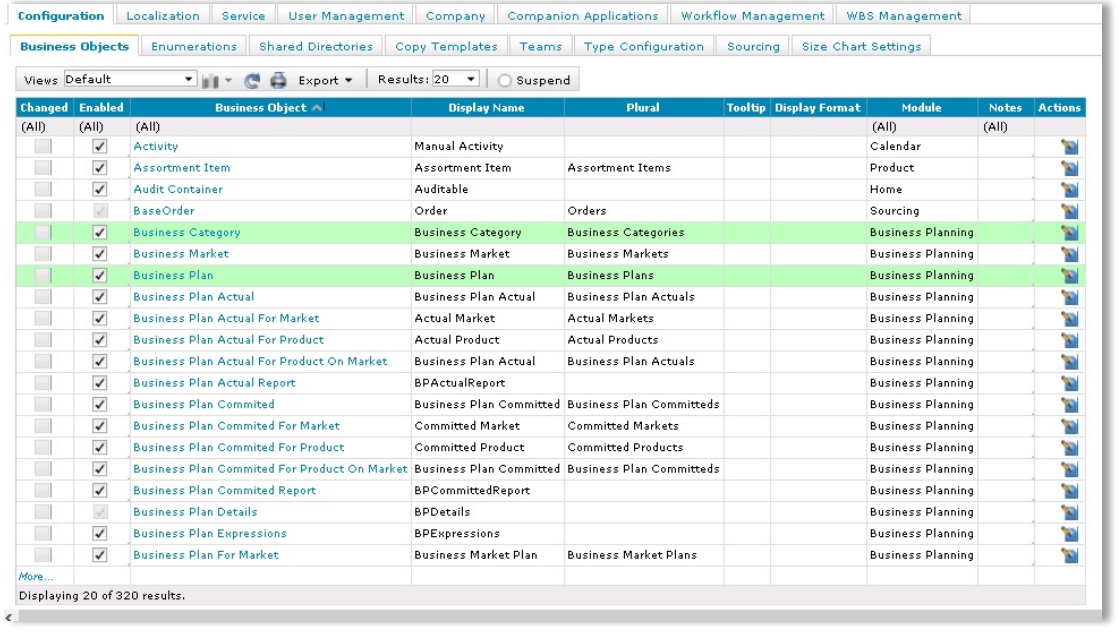 Configuration Localization Service User Management Company Companion Applications Workflow Management WBS Management
Business Objects Enumerations Shared Directories Copy Templates Teams Type Configuration Sourcing Size Chart Settings
Views Default Export Results: 20 Suspend
Changed Enabled Business Object Display Name Plural Tooltip Display Format Module Notes Actions
(All) (All) (All) (All) (All)
Activity Manual Activity Calendar
Assortment Item Assortment Item Assortment Items Product
Audit Container Auditable Home
BaseOrder Order Orders Sourcing
Business Category Business Category Business Categories Business Planning
Business Market Business Market Business Markets Business Planning
Business Plan Business Plan Business Plans Business Planning
Business Plan Actual Business Plan Actual Business Plan Actuals Business Planning
Business Plan Actual For Market Actual Market Actual Markets Business Planning
Business Plan Actual For Product Actual Product Actual Products Business Planning
Business Plan Actual For Product On Market Business Plan Actual Business Plan Actuals Business Planning
Business Plan Actual Report BPActualReport Business Planning
Business Plan Commited Business Plan Committed Business Plan Committeds Business Planning
Business Plan Commited For Market Committed Market Committed Markets Business Planning
Business Plan Commited For Product Committed Product Committed Products Business Planning
Business Plan Commited For Product On Market Business Plan Committed Business Plan Committeds Business Planning
Business Plan Commited Report BPCommittedReport Business Planning
Business Plan Details BPDetails Business Planning
Business Plan Expressions BPExpressions Business Planning
Business Plan For Market Business Market Plan Business Market Plans Business Planning
More...
Displaying 20 of 320 results.